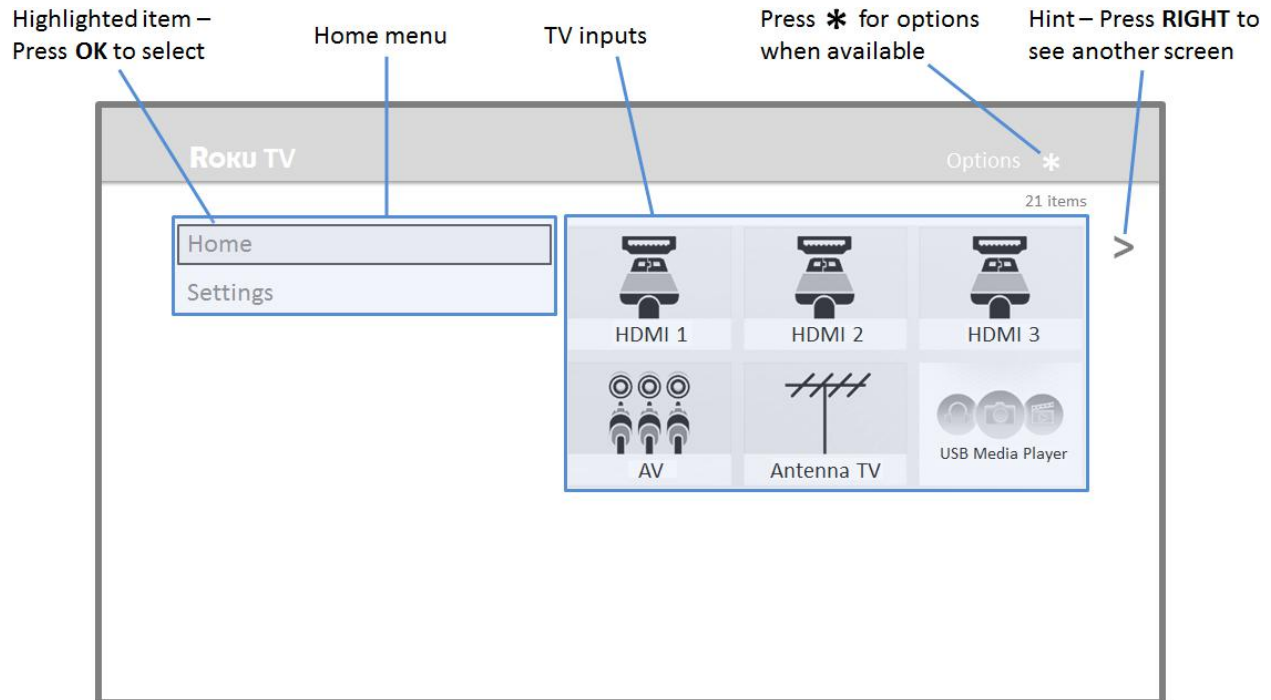 Highlighted item –
Press OK to select
Home menu
TV inputs
Press * for options
when available
Hint – Press RIGHT to
see another screen
ROKU TV
Options *
21 items
Home
Settings
>
HDMI 1
HDMI 2
HDMI 3
AV
Antenna TV
USB Media Player